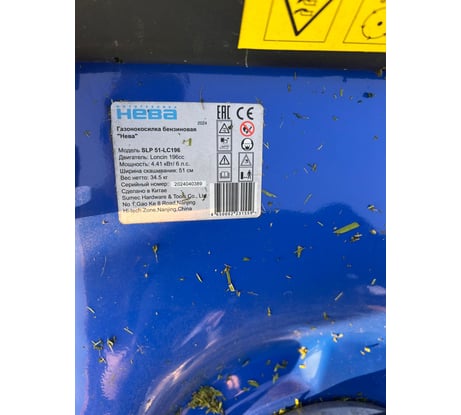 Нева
2024
Газонокосилка бензиновая
"Нева"
Модель SLP 51-LC196
Двигатель: Loncin 196cc
Мощность: 4.41 кВт/ 6 л.с.
Ширина скашивания: 51 см
Вес нетто: 34.5 кг
Серийный номер: 2024040389
Сделано в Китае
Sumec Hardware & Tools Co., L
No.1,Gao Ke 8 Road,Nanjing
Hi-tech Zone,Nanjing,China
EAC CE